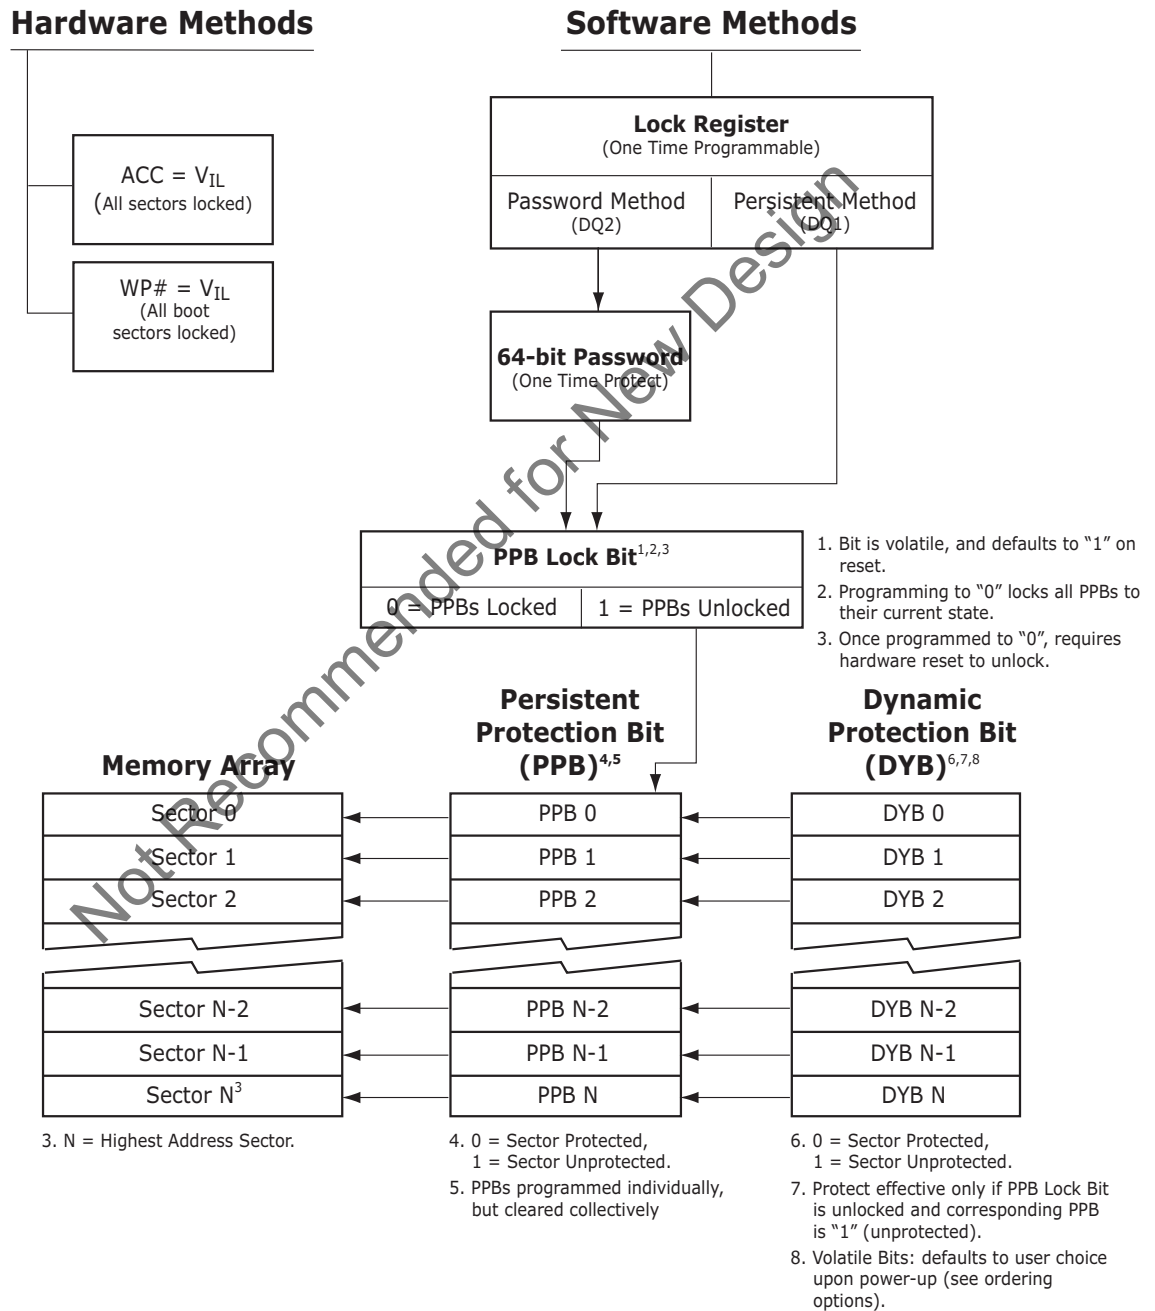 Hardware Methods
Software Methods
ACC = VIL
(All sectors locked)
WP# = VIL
(All boot
sectors locked)
Lock Register
(One Time Programmable)
Password Method
(DQ2)
Persistent Method
(DQ1)
64-bit Password
(One Time Protect)
PPB Lock Bit1,2,3
0 = PPBs Locked
1 = PPBs Unlocked
1. Bit is volatile, and defaults to “1” on
reset.
2. Programming to “0” locks all PPBs to
their current state.
3. Once programmed to “0”, requires
hardware reset to unlock.
Memory Array
Persistent
Protection Bit
(PPB)4,5
Dynamic
Protection Bit
(DYB)6,7,8
Sector 0
PPB 0
DYB 0
Sector 1
PPB 1
DYB 1
Sector 2
PPB 2
DYB 2
Sector N-2
PPB N-2
DYB N-2
Sector N-1
PPB N-1
DYB N-1
Sector N3
PPB N
DYB N
3. N = Highest Address Sector.
4. 0 = Sector Protected,
1 = Sector Unprotected.
5. PPBs programmed individually,
but cleared collectively
6. 0 = Sector Protected,
1 = Sector Unprotected.
7. Protect effective only if PPB Lock Bit
is unlocked and corresponding PPB
is “1” (unprotected).
8. Volatile Bits: defaults to user choice
upon power-up (see ordering
options).
Not Recommended for New Design